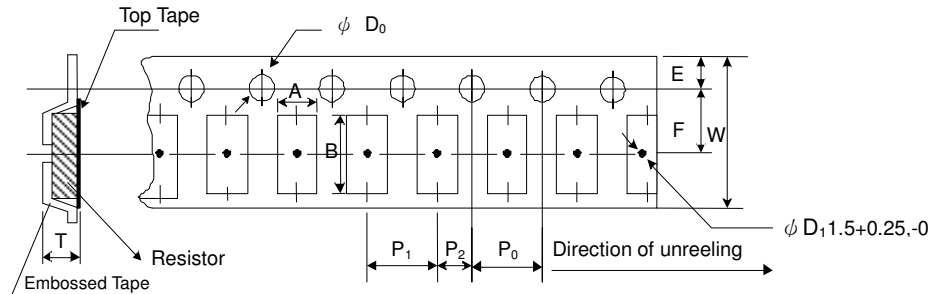 Top Tape
ϕ D₀
E
A
F
W
B
ϕ D₁1.5+0.25,-0
T
Resistor
P₁
P₂
P₀
Direction of unreeling
Embossed Tape